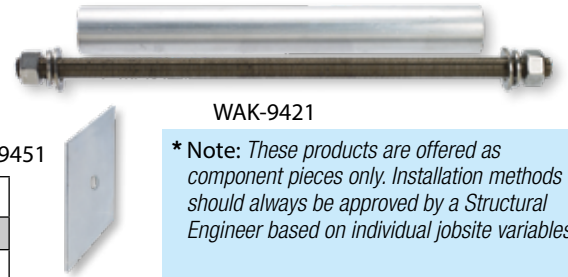 WAK-9421
9451
* Note: These products are offered as
component pieces only. Installation methods
should always be approved by a Structural
Engineer based on individual jobsite variables